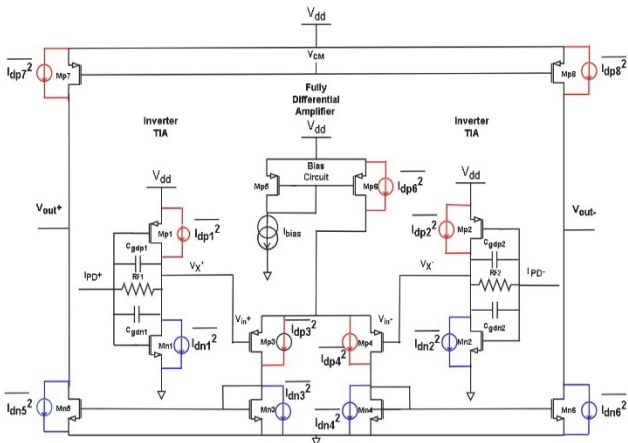 Vdd
VCM
Idp7²
Mp7
Mp8
Idp8²
Fully
Differential
Amplifier
Inverter
TIA
Inverter
TIA
Vdd
Bias
Circuit
Vdd
Vdd
Mp5
Mp6
Idp6²
Vout+
Vout-
Mp1
Idp1²
Ibias
Idp2²
Mp2
Cgdp1
Cgdp2
IPD+
RF1
VX+
VX-
RF2
IPD-
Cgdn1
Vin+
Vin-
Cgdn2
Mn1
Idn1²
Mp3
Idp3²
Idp4²
Mp4
Idn2²
Mn2
Idn5²
Mn5
Mn3
Idn3²
Idn4²
Mn4
Mn6
Idn6²